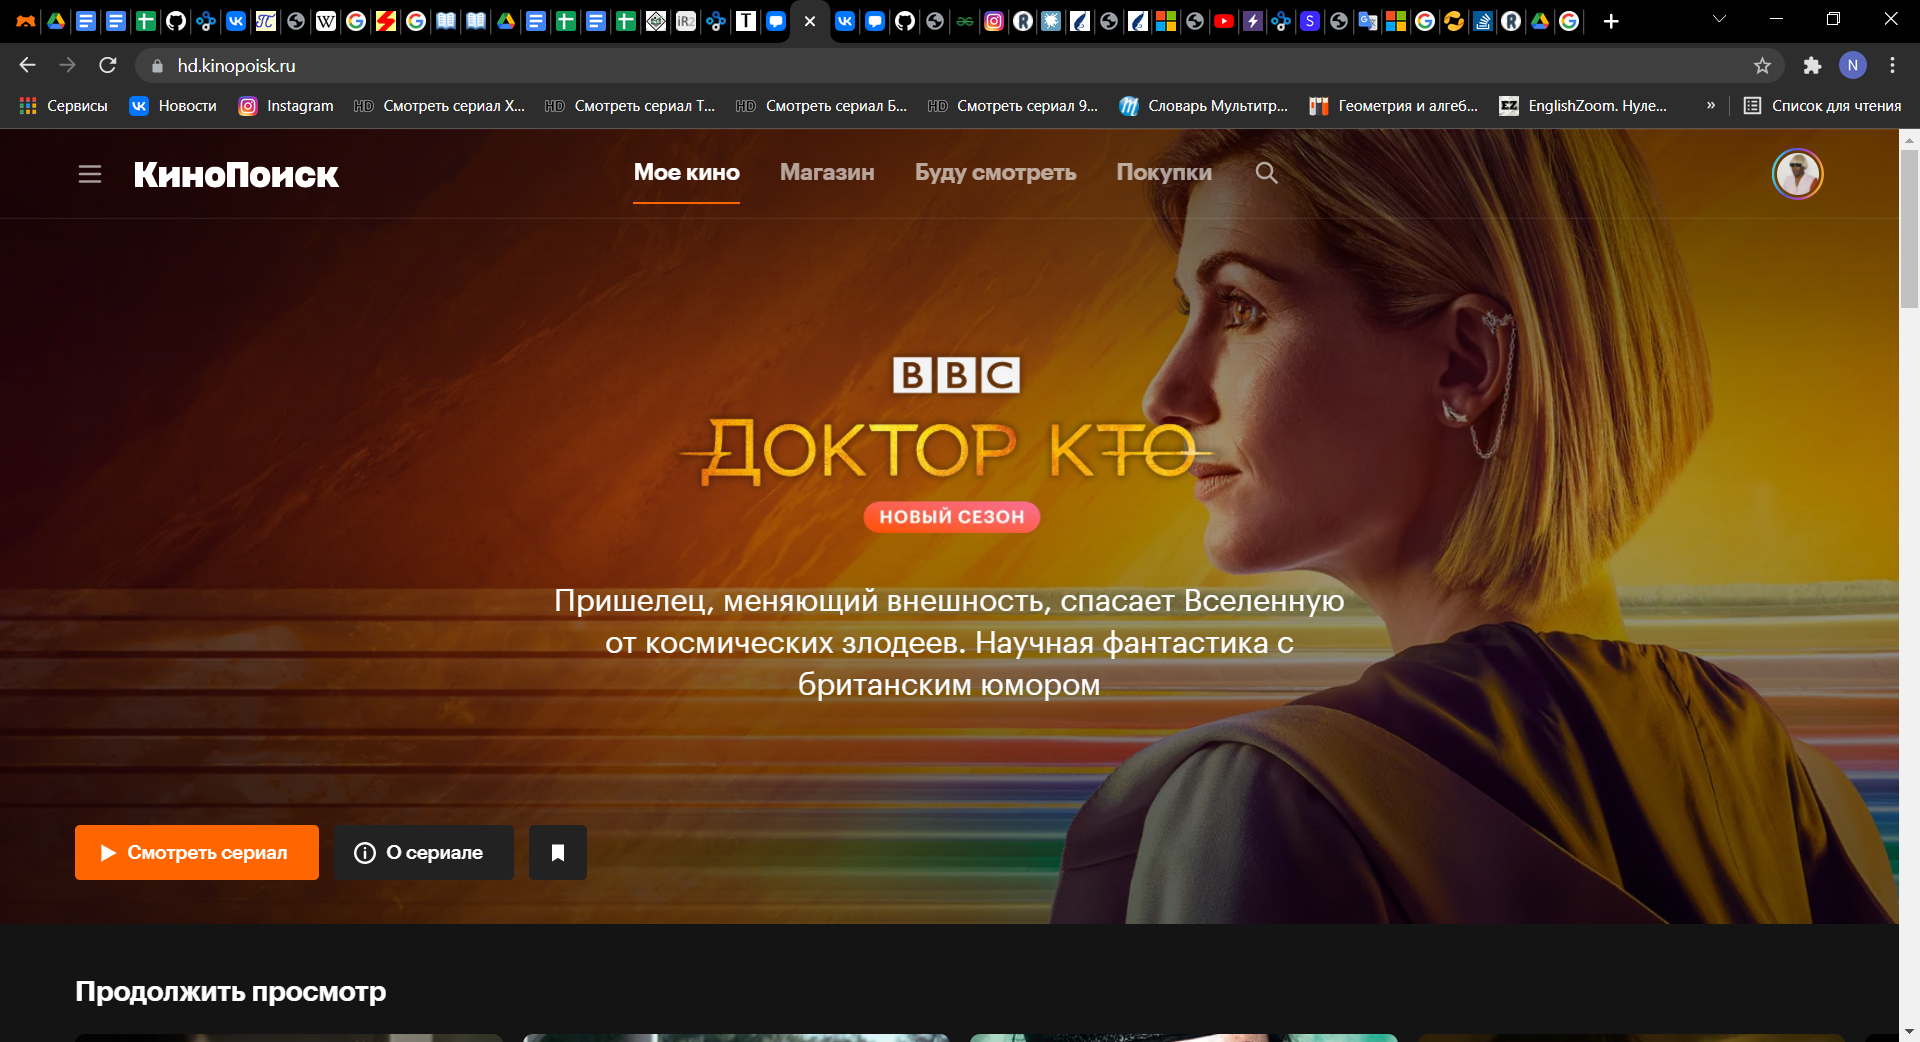 hd.kinopoisk.ru
N
Сервисы
Новости
Instagram
Смотреть сериал Х...
Смотреть сериал Т...
Смотреть сериал Б...
Смотреть сериал 9...
Словарь Мультитр...
Геометрия и алгеб...
EnglishZoom. Нуле...
»
Список для чтения
КиноПоиск
Мое кино
Магазин
Буду смотреть
Покупки
BBC
ДОКТОР КТО
НОВЫЙ СЕЗОН
Пришелец, меняющий внешность, спасает Вселенную
от космических злодеев. Научная фантастика с
британским юмором
Смотреть сериал
О сериале
Продолжить просмотр